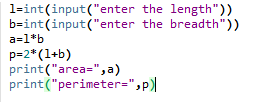 l=int(input("enter the length"))
b=int(input("enter the breadth"))
a=l*b
p=2*(l+b)
print("area=",a)
print("perimeter=",p)